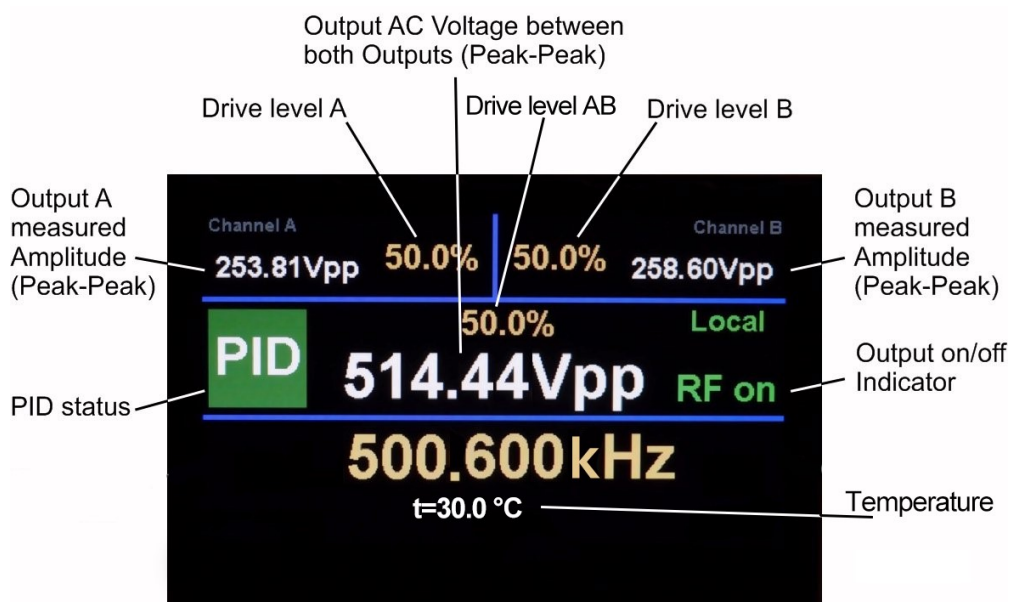 Output AC Voltage between
both Outputs (Peak-Peak)
Drive level A
Drive level AB
Drive level B
Output A
measured
Amplitude
(Peak-Peak)
Output B
measured
Amplitude
(Peak-Peak)
Channel A
Channel B
253.81Vpp
50.0%
50.0%
258.60Vpp
50.0%
Local
PID
514.44Vpp
RF on
Output on/off
Indicator
PID status
500.600kHz
t=30.0 °C
Temperature